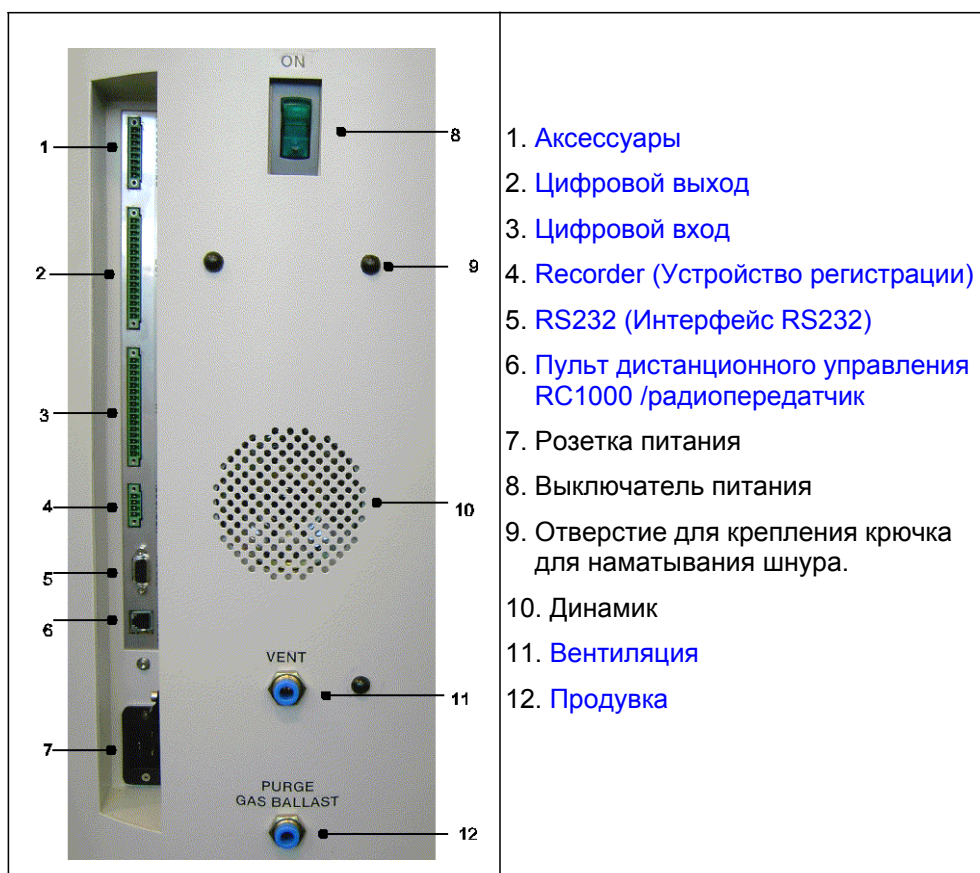 ON
1
8
2
9
3
10
4
5
6
VENT
11
7
PURGE
GAS BALLAST
12
1. Аксессуары
2. Цифровой выход
3. Цифровой вход
4. Recorder (Устройство регистрации)
5. RS232 (Интерфейс RS232)
6. Пульт дистанционного управления
RC1000 /радиопередатчик
7. Розетка питания
8. Выключатель питания
9. Отверстие для крепления крючка
для наматывания шнура.
10. Динамик
11. Вентиляция
12. Продувка